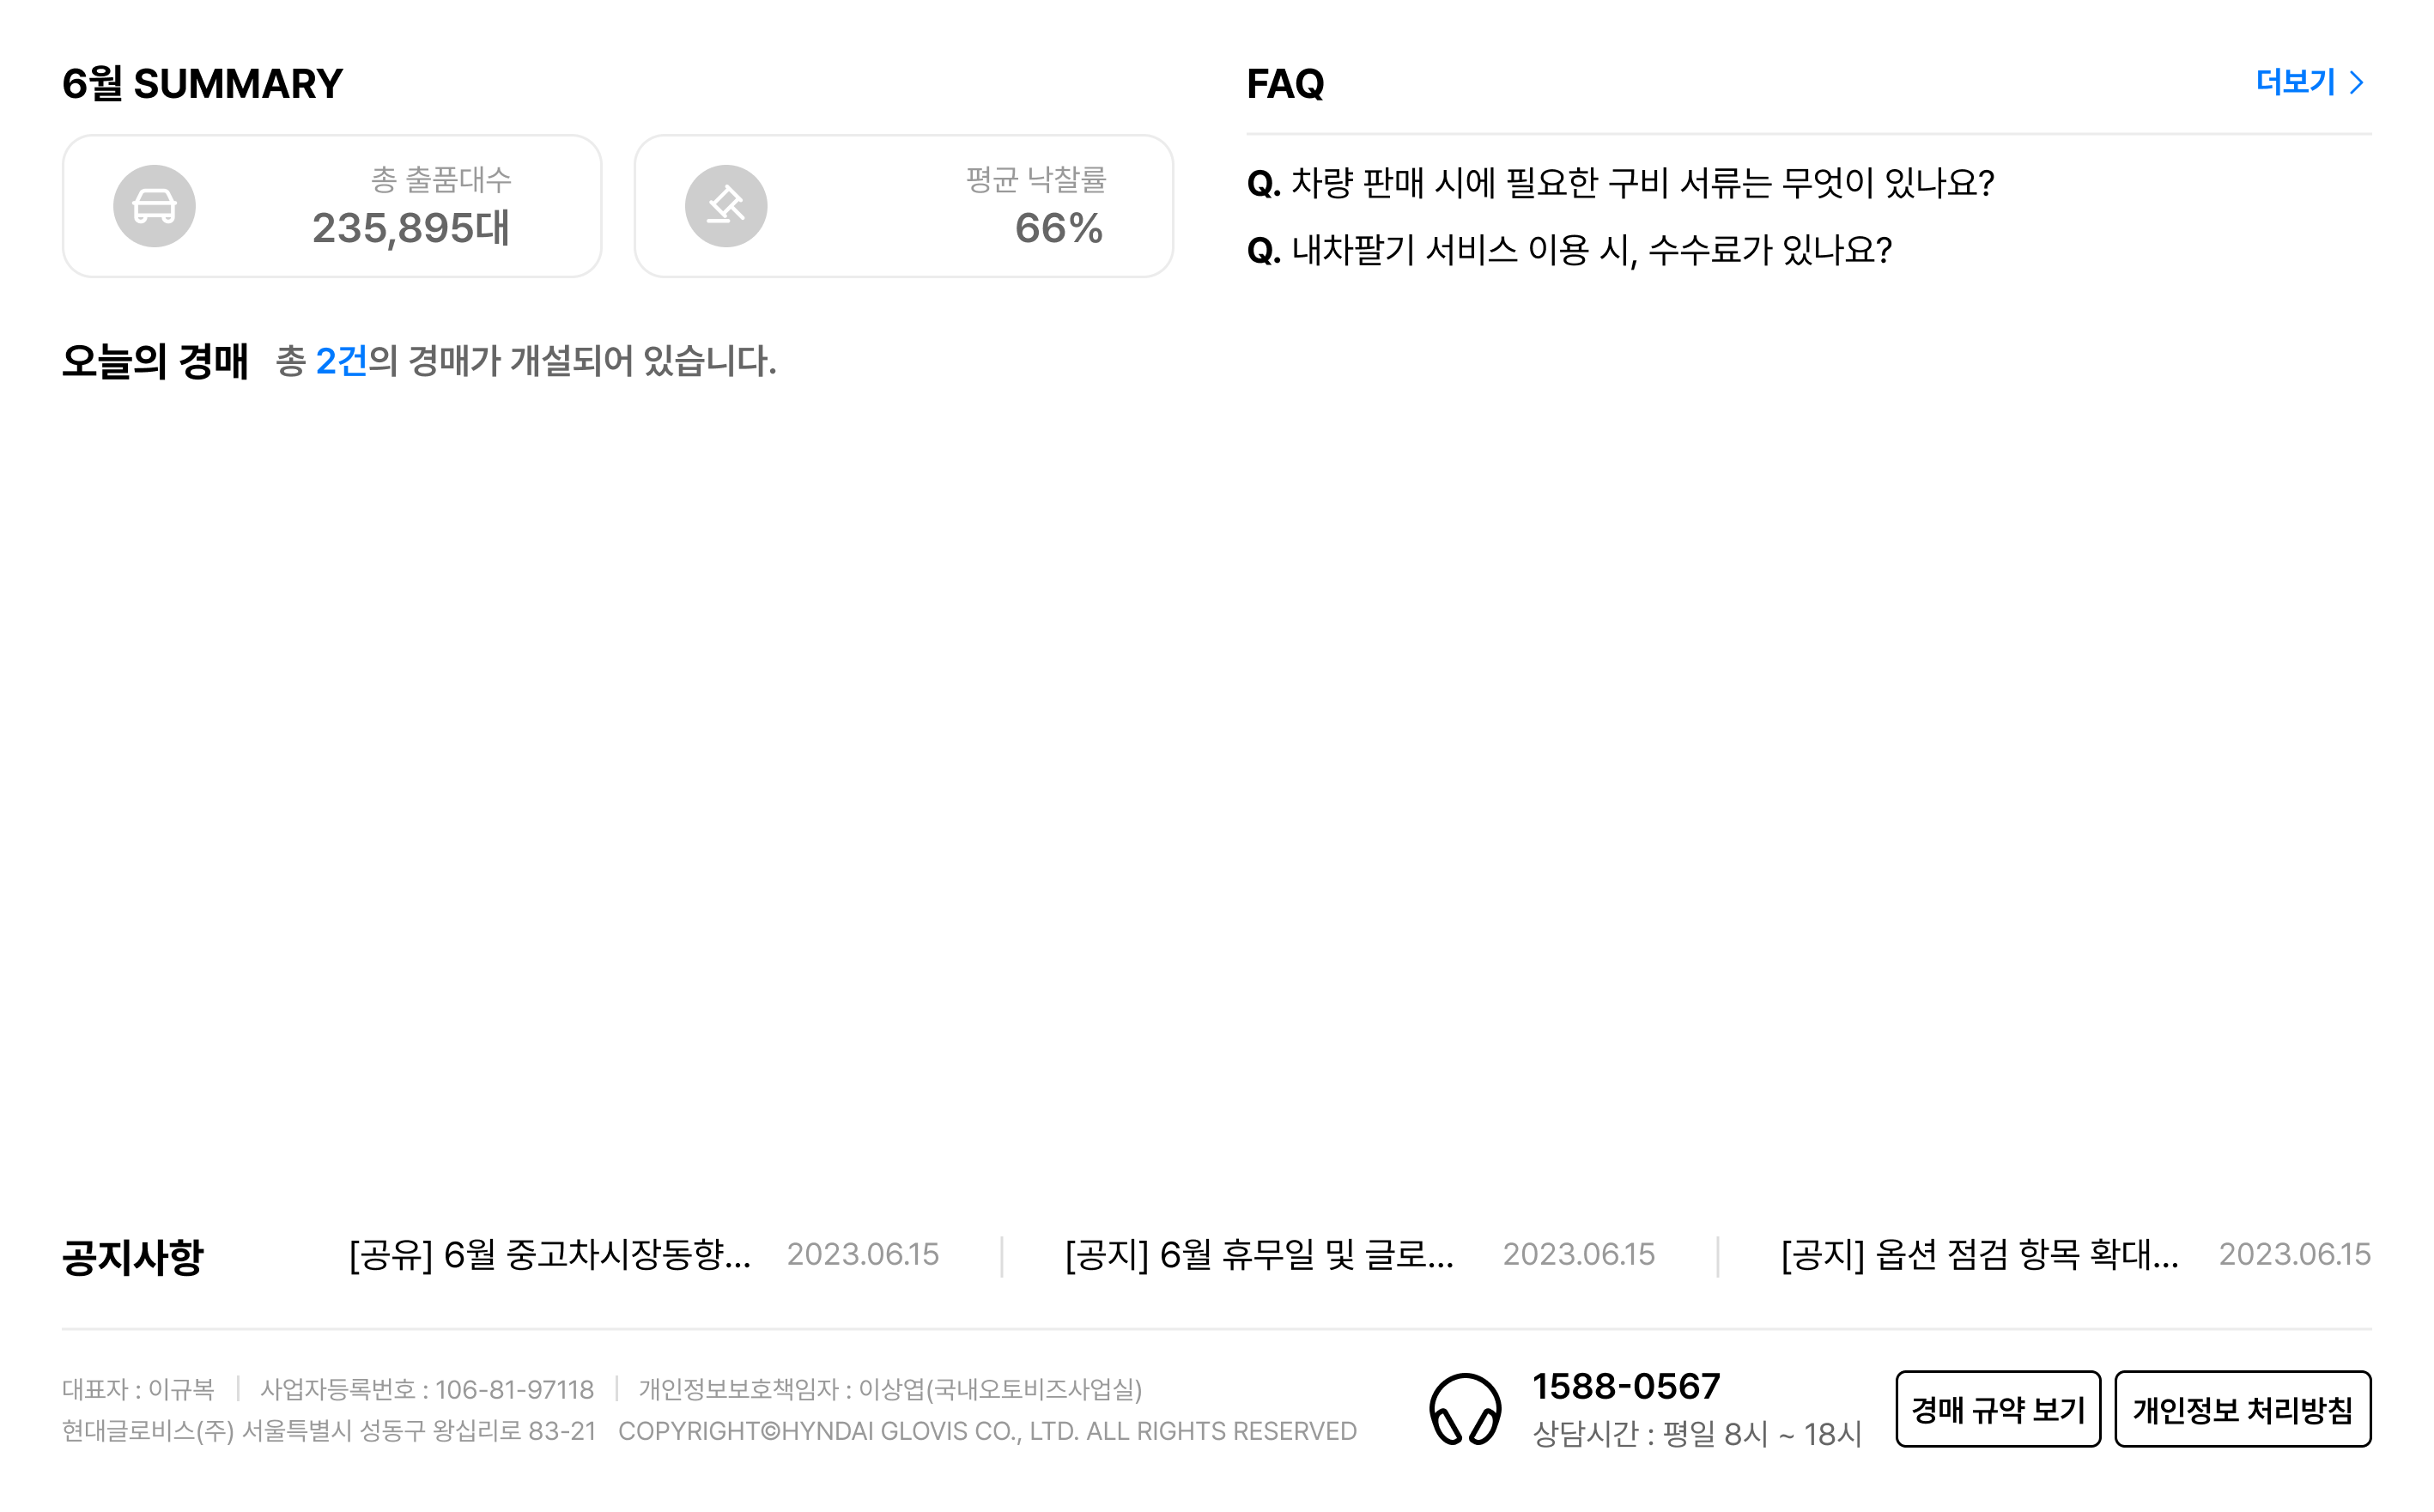 6월 SUMMARY
총 출품대수
235,895대
평균 낙찰률
66%
FAQ
더보기
Q. 차량 판매 시에 필요한 구비 서류는 무엇이 있나요?
Q. 내차팔기 서비스 이용 시, 수수료가 있나요?
오늘의 경매 총 2건의 경매가 개설되어 있습니다.
공지사항 [공유] 6월 중고차시장동향... 2023.06.15 [공지] 6월 휴무일 및 글로... 2023.06.15 [공지] 옵션 점검 항목 확대... 2023.06.15
대표자 : 이규복 사업자등록번호 : 106-81-97118 개인정보보호책임자 : 이상엽(국내오토비즈사업실)
현대글로비스(주) 서울특별시 성동구 왕십리로 83-21 COPYRIGHT©HYNDAI GLOVIS CO., LTD. ALL RIGHTS RESERVED
1588-0567
상담시간 : 평일 8시 ~ 18시
경매 규약 보기
개인정보 처리방침